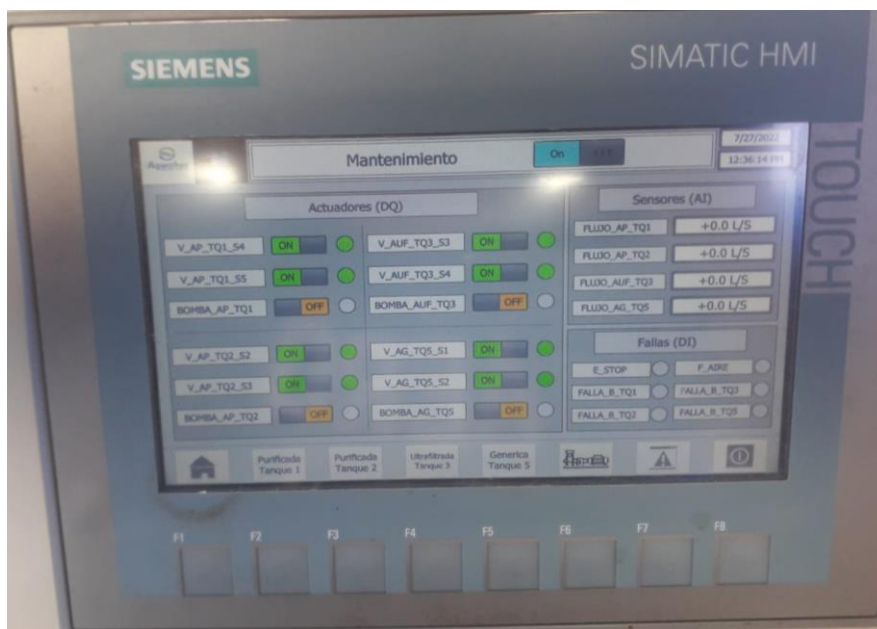 SIEMENS
SIMATIC HMI
TOUCH
Mantenimiento
On
7/27/2022
12:36:14 PM
Actuadores (DQ)
V_AP_TQ1_S4 ON
V_AP_TQ1_S5 ON
BOMBA_AP_TQ1 OFF
V_AUF_TQ3_S3 ON
V_AUF_TQ3_S4 ON
BOMBA_AUF_TQ3 OFF
V_AP_TQ2_S2 ON
V_AP_TQ2_S3 ON
BOMBA_AP_TQ2 OFF
V_AG_TQ5_S1 ON
V_AG_TQ5_S2 ON
BOMBA_AG_TQ5 OFF
Sensores (AI)
FLUJO_AP_TQ1 +0.0 L/S
FLUJO_AP_TQ2 +0.0 L/S
FLUJO_AUF_TQ3 +0.0 L/S
FLUJO_AG_TQ5 +0.0 L/S
Fallas (DI)
E_STOP F_AIRE
FALLA_B_TQ1 FALLA_B_TQ3
FALLA_B_TQ2 FALLA_B_TQ5
Purificada
Tanque 1
Purificada
Tanque 2
Ultrafiltrada
Tanque 3
Generica
Tanque 5
F1 F2 F3 F4 F5 F6 F7 F8